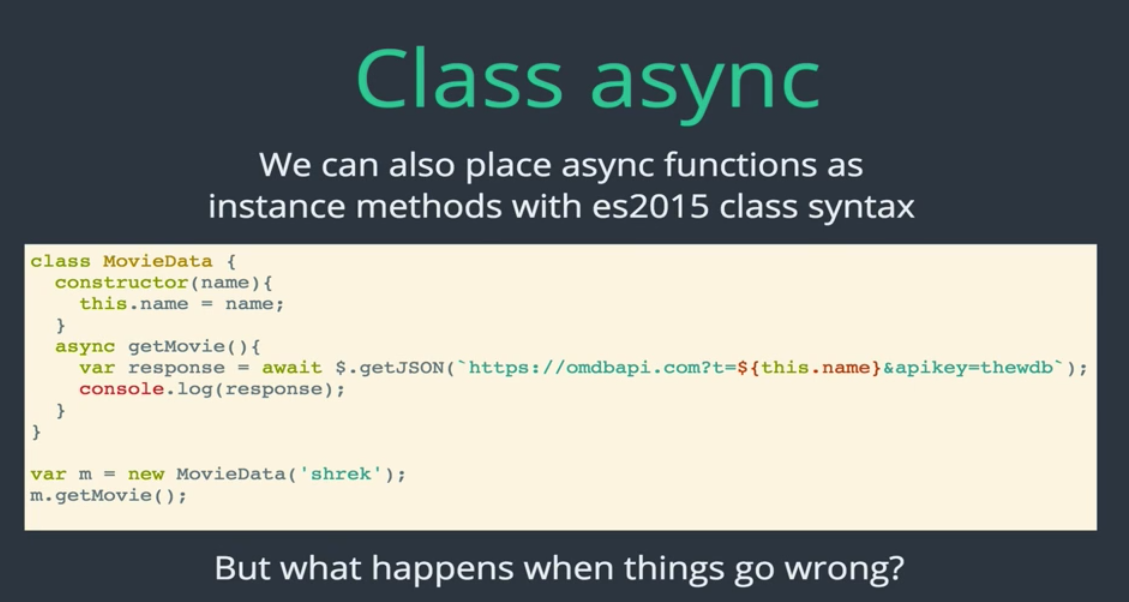 Class async
We can also place async functions as
instance methods with es2015 class syntax
class MovieData {
  constructor(name){
    this.name = name;
  }
  async getMovie(){
    var response = await $.getJSON(`https://omdbapi.com?t=${this.name}&apikey=thewdb`);
    console.log(response);
  }
}
var m = new MovieData('shrek');
m.getMovie();
But what happens when things go wrong?